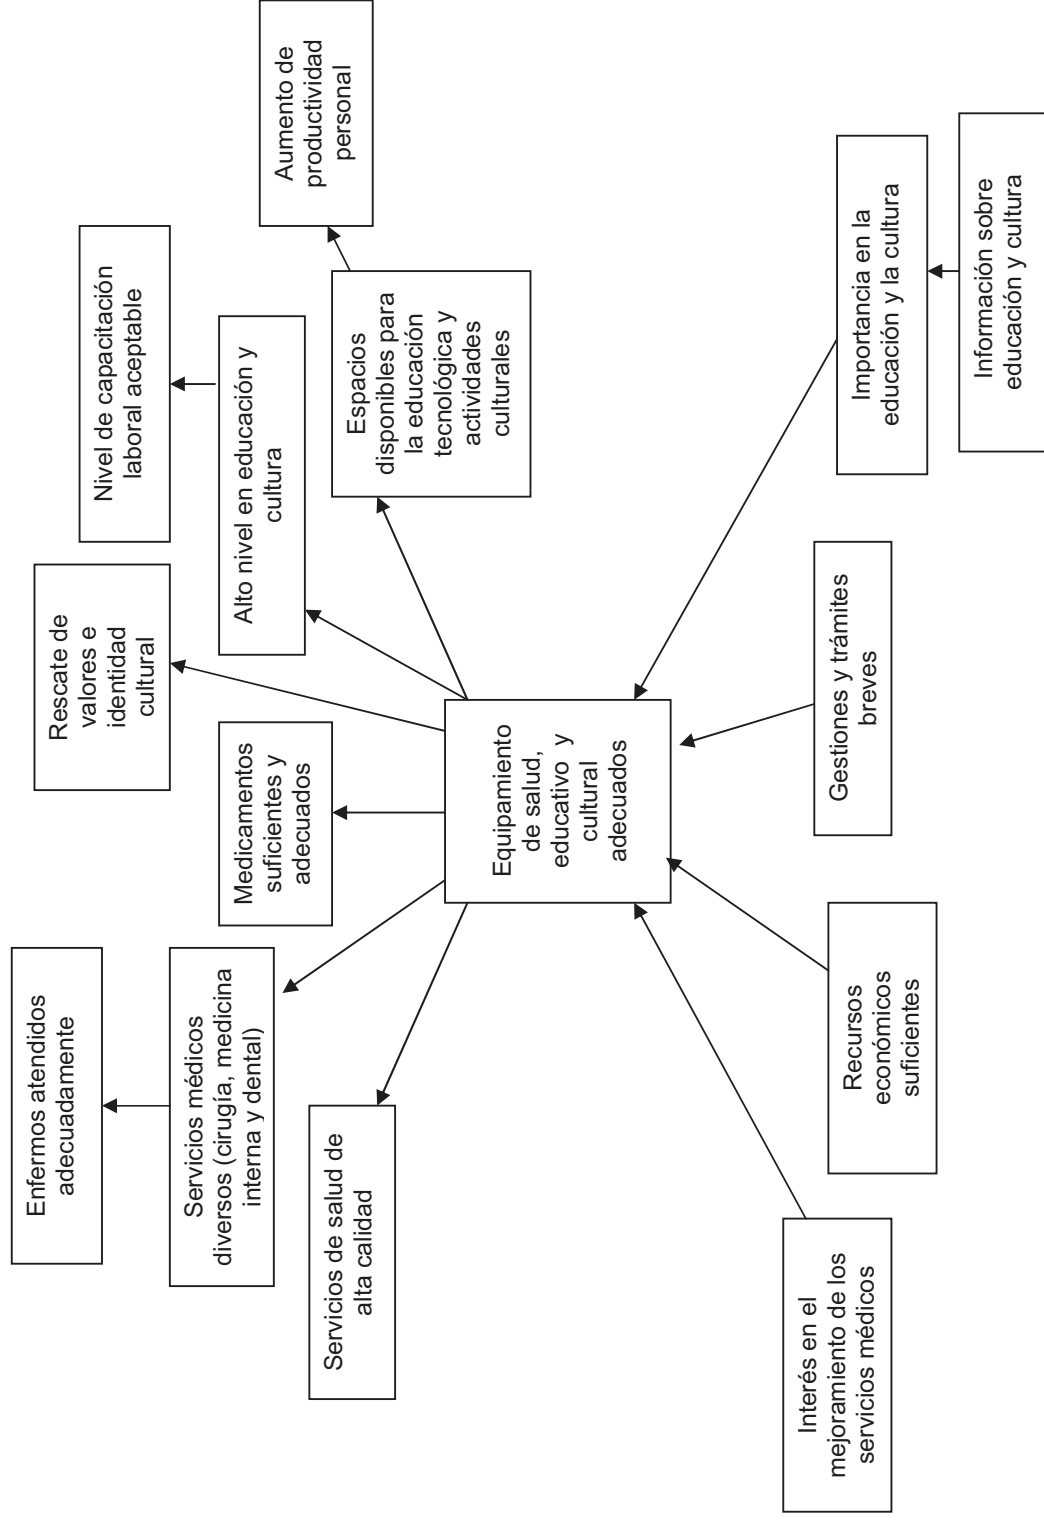 Enfermos atendidos
adecuadamente
Rescate de
valores e
identidad
cultural
Nivel de capacitación
laboral aceptable
Servicios médicos
diversos (cirugía, medicina
interna y dental)
Medicamentos
suficientes y
adecuados
Alto nivel en educación y
cultura
Aumento de
productividad
personal
Servicios de salud de
alta calidad
Espacios
disponibles para
la educación
tecnológica y
actividades
culturales
Equipamiento
de salud,
educativo y
cultural
adecuados
Interés en el
mejoramiento de los
servicios médicos
Recursos
económicos
suficientes
Gestiones y trámites
breves
Importancia en la
educación y la cultura
Información sobre
educación y cultura